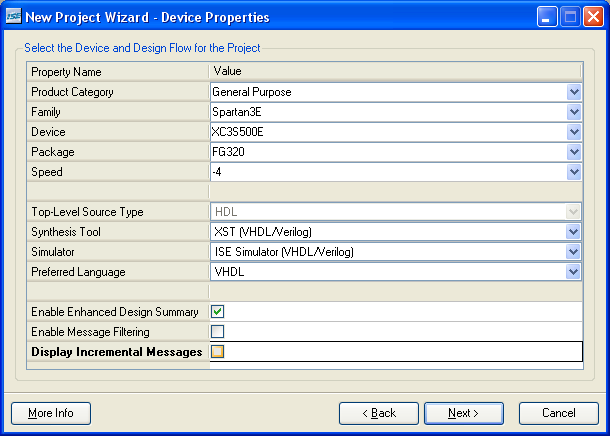 ISE New Project Wizard - Device Properties
Select the Device and Design Flow for the Project
Property Name Value
Product Category General Purpose
Family Spartan3E
Device XC3S500E
Package FG320
Speed -4
Top-Level Source Type HDL
Synthesis Tool XST (VHDL/Verilog)
Simulator ISE Simulator (VHDL/Verilog)
Preferred Language VHDL
Enable Enhanced Design Summary
Enable Message Filtering
Display Incremental Messages
More Info < Back Next > Cancel